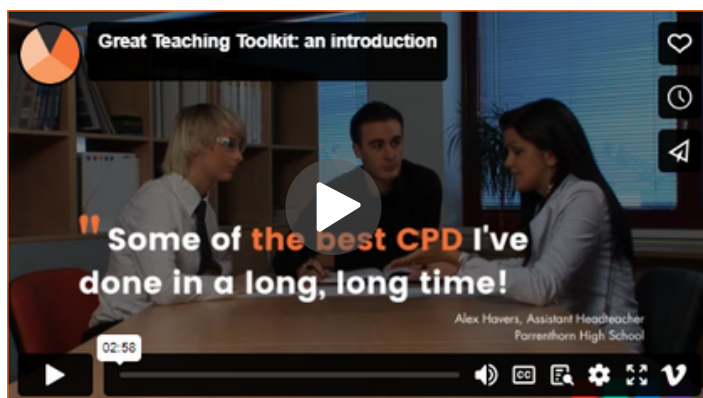 Great Teaching Toolkit: an introduction
"Some of the best CPD I've
done in a long, long time!
Alex Havers, Assistant Headteacher
Parrenthorn High School
02:58
CC